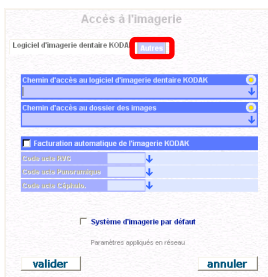 Accès à l'imagerie
Logiciel d'imagerie dentaire KODAK Autres
Chemin d'accès au logiciel d'imagerie dentaire KODAK
Chemin d'accès au dossier des images
Facturation automatique de l'imagerie KODAK
Code acte RVG
Code acte Panoramique
Code acte Céphalo.
Système d'imagerie par défaut
Paramètres appliqués en réseau
valider annuler